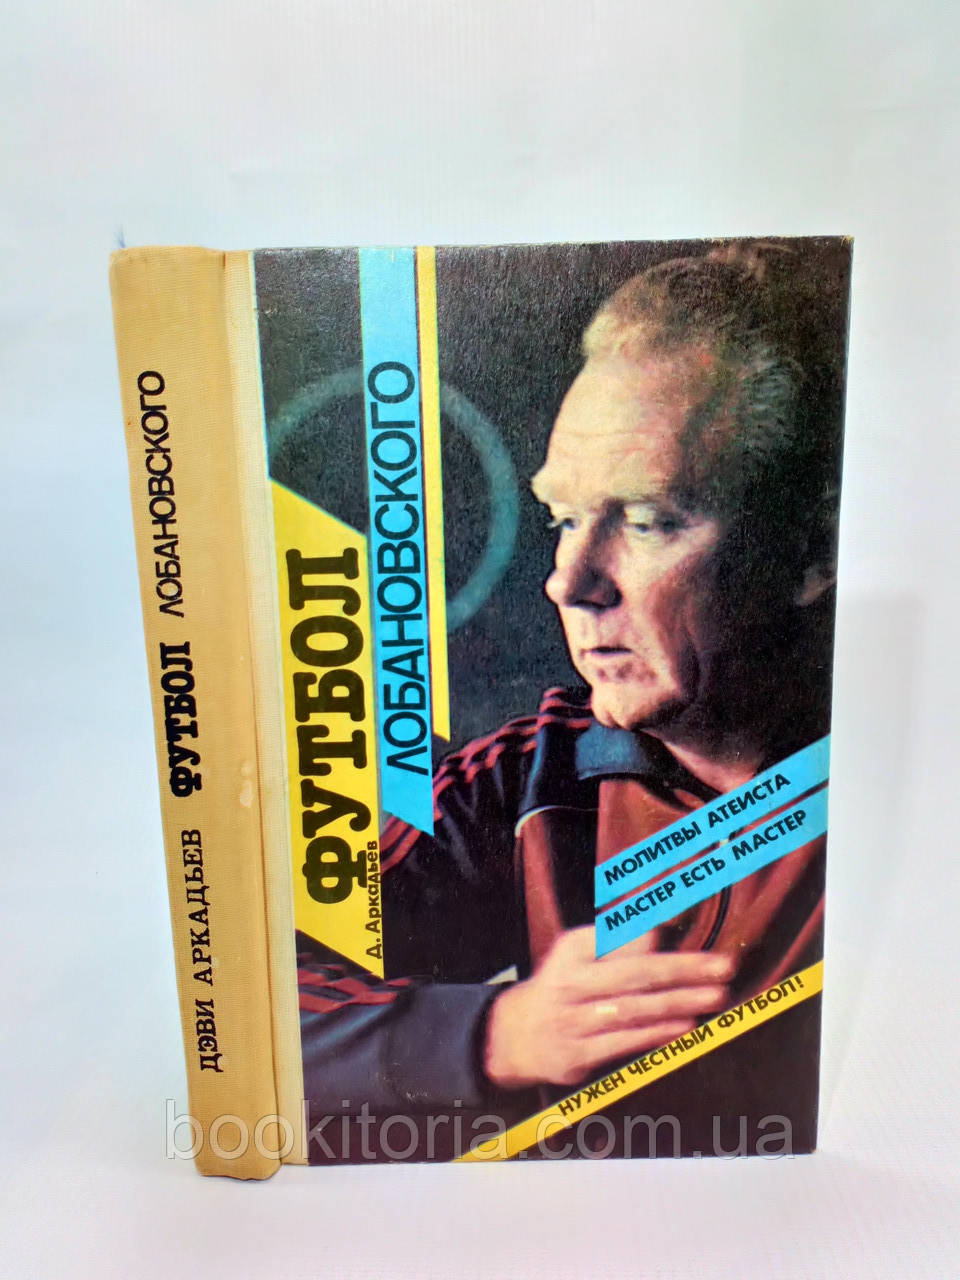 ДЭВИ АРКАДЬЕВ ФУТБОЛ ЛОБАНОВСКОГО
Д. Аркадьев
ФУТБОЛ
ЛОБАНОВСКОГО
МОЛИТВЫ АТЕИСТА
МАСТЕР ЕСТЬ МАСТЕР
НУЖЕН ЧЕСТНЫЙ ФУТБОЛ!
bookitoria.com.ua